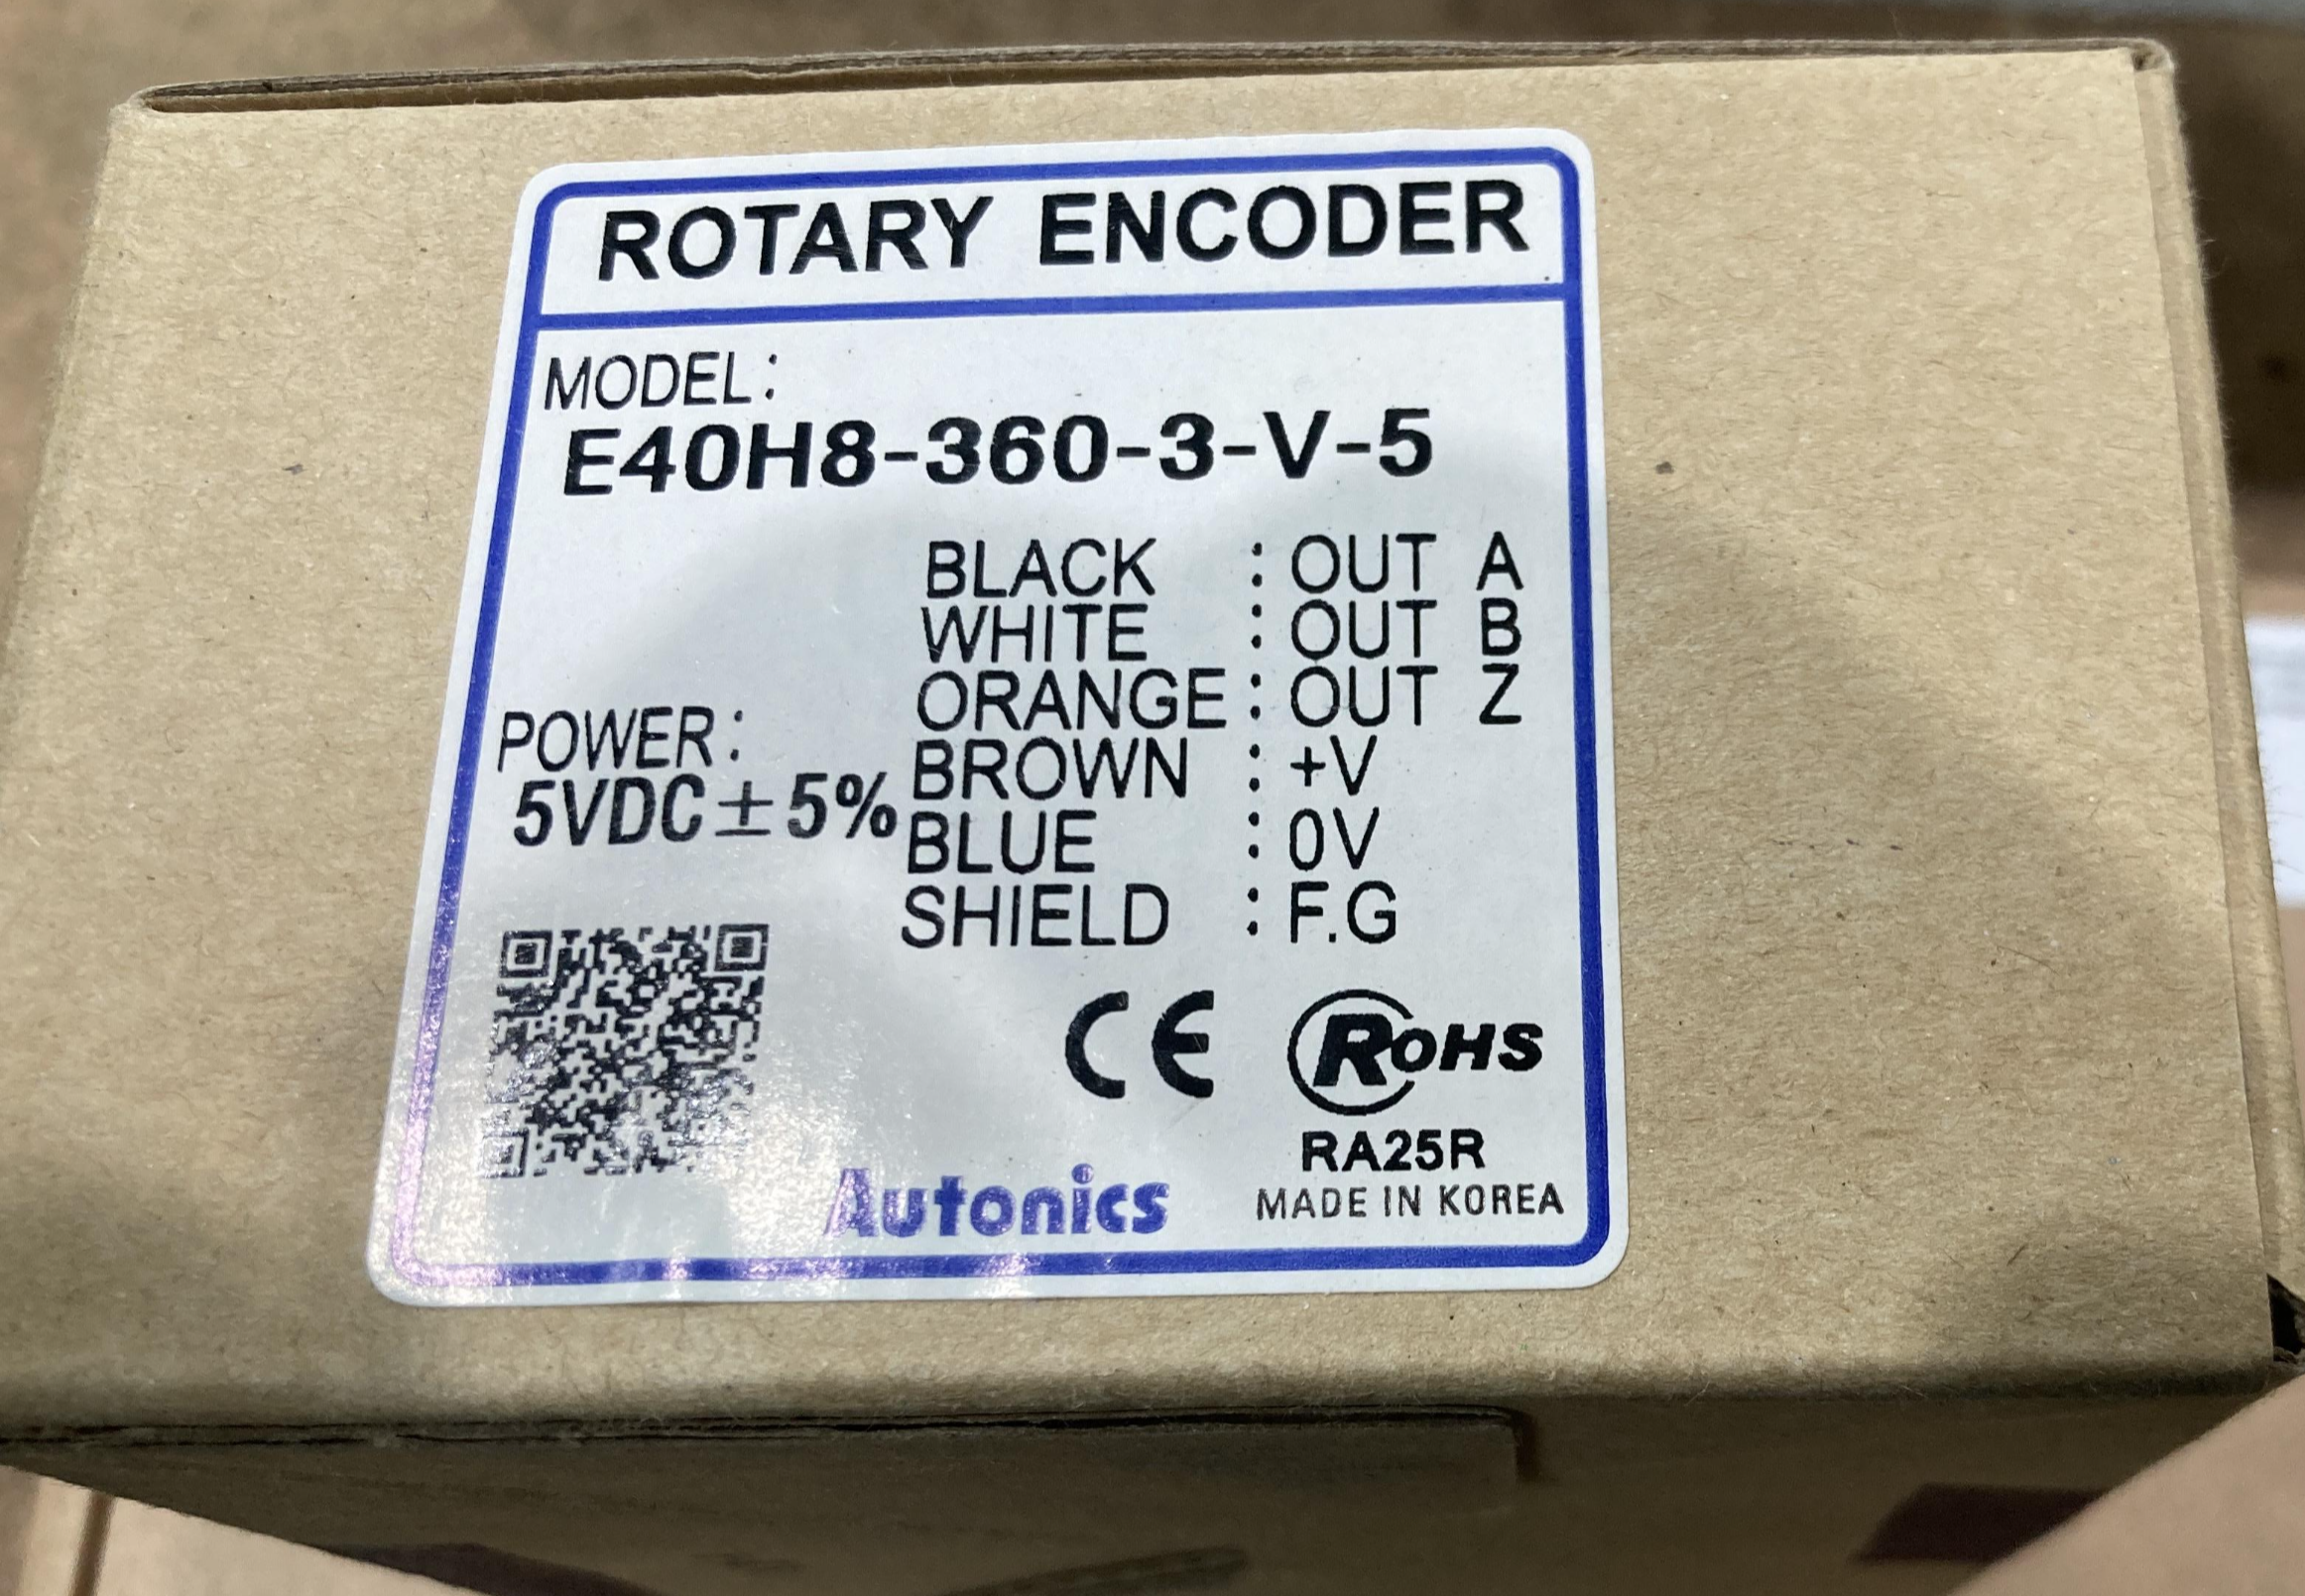 ROTARY ENCODER
MODEL:
E40H8-360-3-V-5
BLACK : OUT A
WHITE : OUT B
ORANGE : OUT Z
POWER:
BROWN : +V
5VDC±5%
BLUE : 0V
SHIELD : F.G
CE RoHS
RA25R
Autonics MADE IN KOREA